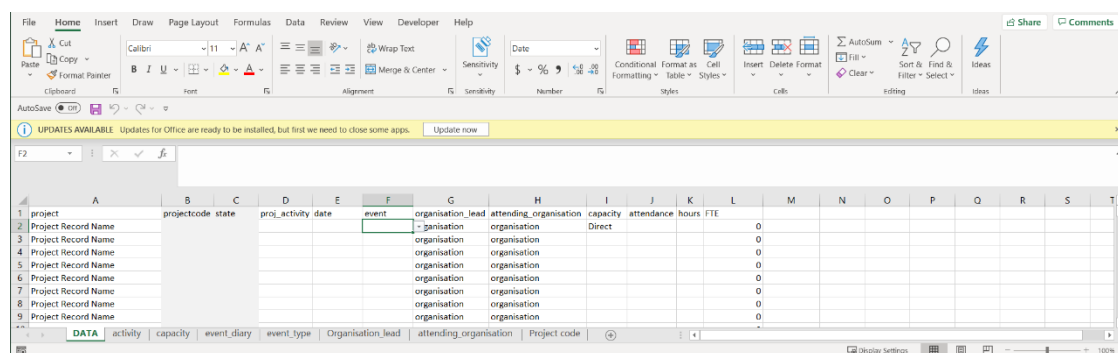 File Home Insert Draw Page Layout Formulas Data Review View Developer Help Share Comments
Cut
Copy
Paste
Format Painter
Clipboard
Calibri 11 A A
B I U A
Font
Wrap Text
Merge & Center
Alignment
Sensitivity
Sensitivity
Date
$ % 9
Number
Conditional Formatting
Format as Table
Cell Styles
Styles
Insert Delete Format
Cells
AutoSum
Fill
Clear
Sort & Filter
Find & Select
Editing
Ideas
Ideas
AutoSave Off
UPDATES AVAILABLE Updates for Office are ready to be installed, but first we need to close some apps. Update now
F2 fx
A B C D E F G H I J K L M N O P Q R S T
1 project projectcode state proj_activity date event organisation_lead attending_organisation capacity attendance hours FTE
2 Project Record Name ganisation organisation Direct 0
3 Project Record Name organisation organisation 0
4 Project Record Name organisation organisation 0
5 Project Record Name organisation organisation 0
6 Project Record Name organisation organisation 0
7 Project Record Name organisation organisation 0
8 Project Record Name organisation organisation 0
9 Project Record Name organisation organisation 0
DATA activity capacity event_diary event_type Organisation_lead attending_organisation Project code
Display Settings 100%